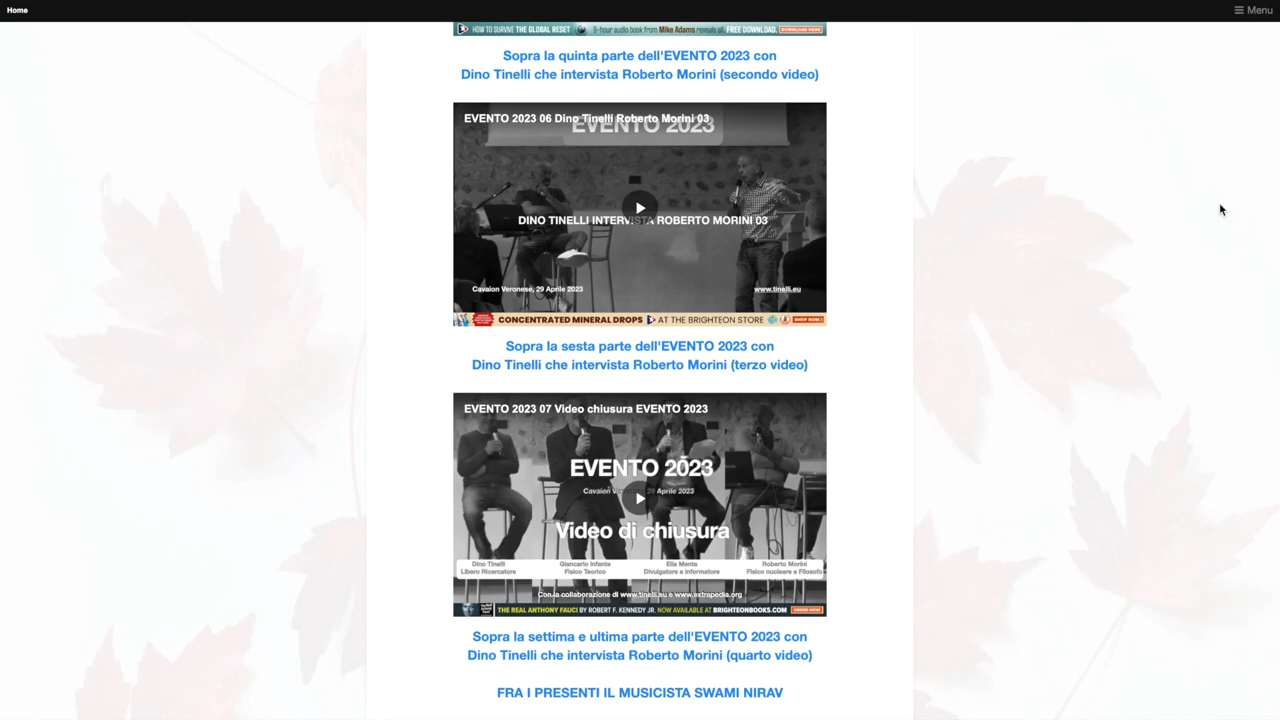 Home
Menu
HOW TO SURVIVE THE GLOBAL RESET 9-hour audio book from Mike Adams reveals all. FREE DOWNLOAD. DOWNLOAD HERE
Sopra la quinta parte dell'EVENTO 2023 con
Dino Tinelli che intervista Roberto Morini (secondo video)
EVENTO 2023 06 Dino Tinelli Roberto Morini 03
EVENTO 2023
DINO TINELLI INTERVISTA ROBERTO MORINI 03
Cavaion Veronese, 29 Aprile 2023 www.tinelli.eu
CONCENTRATED MINERAL DROPS AT THE BRIGHTEON STORE SHOP NOW
Sopra la sesta parte dell'EVENTO 2023 con
Dino Tinelli che intervista Roberto Morini (terzo video)
EVENTO 2023 07 Video chiusura EVENTO 2023
EVENTO 2023
Cavaion 29 Aprile 2023
Video di chiusura
Dino Tinelli Giancarlo Infante Elia Menta Roberto Morini
Libero Ricercatore Fisico Teorico Divulgatore e informatore Fisico nucleare e Filosofo
Con la collaborazione di www.tinelli.eu e www.extrapedia.org
THE REAL ANTHONY FAUCI BY ROBERT F. KENNEDY JR. NOW AVAILABLE AT BRIGHTEONBOOKS.COM ORDER NOW
Sopra la settima e ultima parte dell'EVENTO 2023 con
Dino Tinelli che intervista Roberto Morini (quarto video)
FRA I PRESENTI IL MUSICISTA SWAMI NIRAV